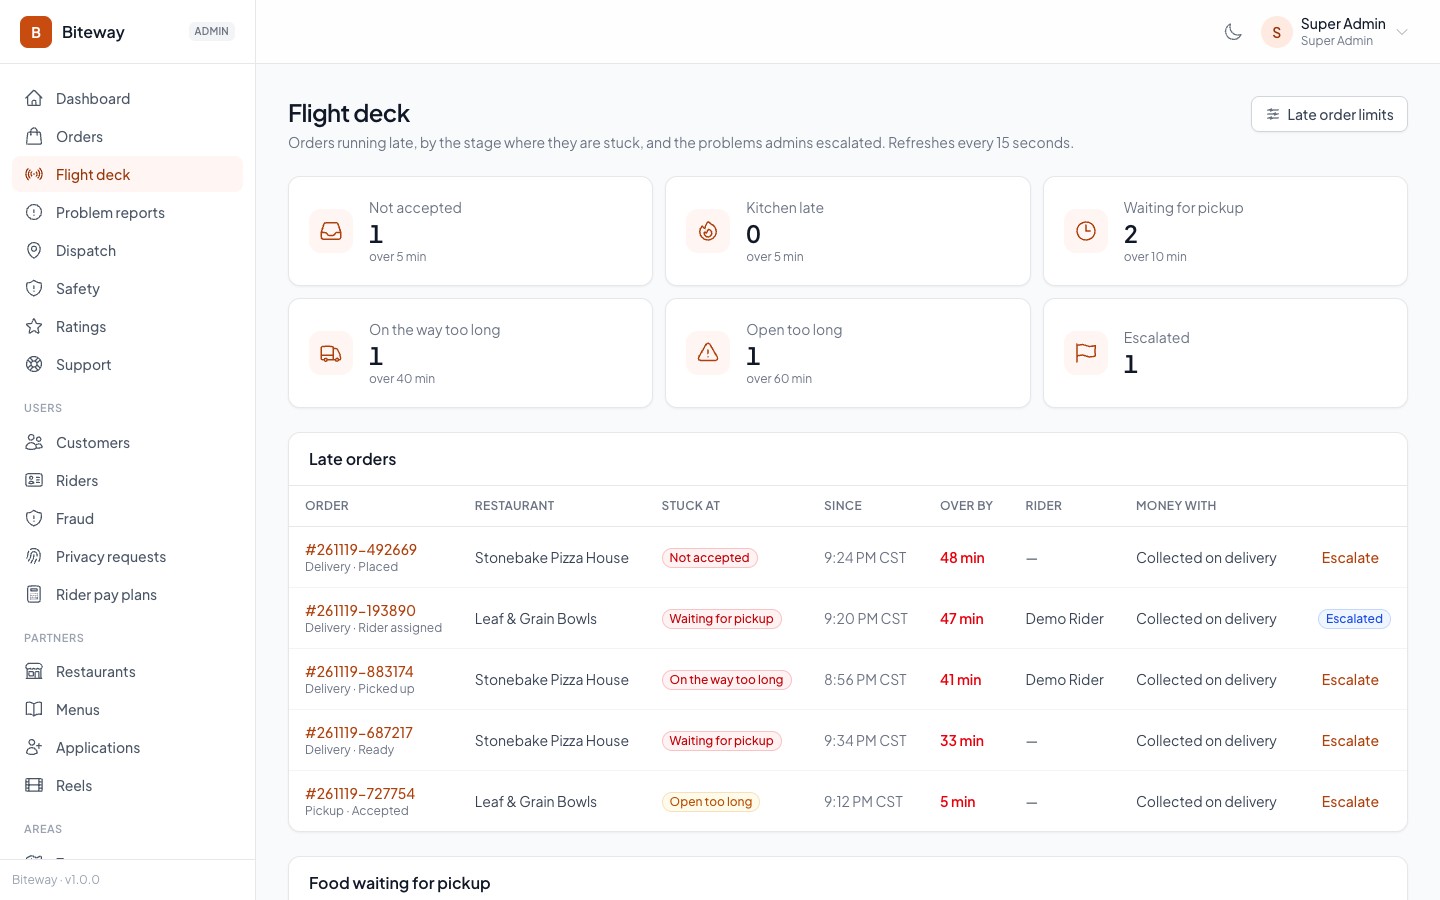 B
Biteway
ADMIN
S
Super Admin
Super Admin
Dashboard
Orders
Flight deck
Problem reports
Dispatch
Safety
Ratings
Support
USERS
Customers
Riders
Fraud
Privacy requests
Rider pay plans
PARTNERS
Restaurants
Menus
Applications
Reels
AREAS
Biteway · v1.0.0
Flight deck
Orders running late, by the stage where they are stuck, and the problems admins escalated. Refreshes every 15 seconds.
Late order limits
Not accepted
1
over 5 min
Kitchen late
0
over 5 min
Waiting for pickup
2
over 10 min
On the way too long
1
over 40 min
Open too long
1
over 60 min
Escalated
1
Late orders
ORDER RESTAURANT STUCK AT SINCE OVER BY RIDER MONEY WITH
#261119-492669 Stonebake Pizza House Not accepted 9:24 PM CST 48 min — Collected on delivery Escalate
Delivery · Placed
#261119-193890 Leaf & Grain Bowls Waiting for pickup 9:20 PM CST 47 min Demo Rider Collected on delivery Escalated
Delivery · Rider assigned
#261119-883174 Stonebake Pizza House On the way too long 8:56 PM CST 41 min Demo Rider Collected on delivery Escalate
Delivery · Picked up
#261119-687217 Stonebake Pizza House Waiting for pickup 9:34 PM CST 33 min — Collected on delivery Escalate
Delivery · Ready
#261119-727754 Leaf & Grain Bowls Open too long 9:12 PM CST 5 min — Collected on delivery Escalate
Pickup · Accepted
Food waiting for pickup